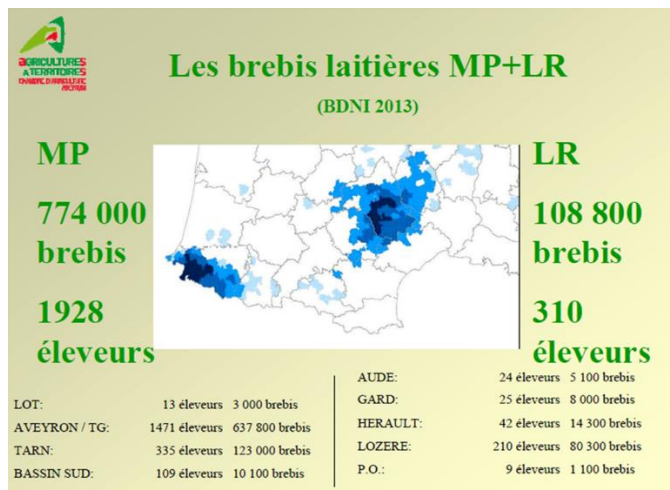 AGRICULTURES
& TERRITOIRES
CHAMBRE D'AGRICULTURE
Les brebis laitières MP+LR
(BDNI 2013)
MP
774 000
brebis
1928
éleveurs
LR
108 800
brebis
310
éleveurs
LOT: 13 éleveurs 3 000 brebis
AVEYRON / TG: 1471 éleveurs 637 800 brebis
TARN: 335 éleveurs 123 000 brebis
BASSIN SUD: 109 éleveurs 10 100 brebis
AUDE: 24 éleveurs 5 100 brebis
GARD: 25 éleveurs 8 000 brebis
HERAULT: 42 éleveurs 14 300 brebis
LOZERE: 210 éleveurs 80 300 brebis
P.O.: 9 éleveurs 1 100 brebis